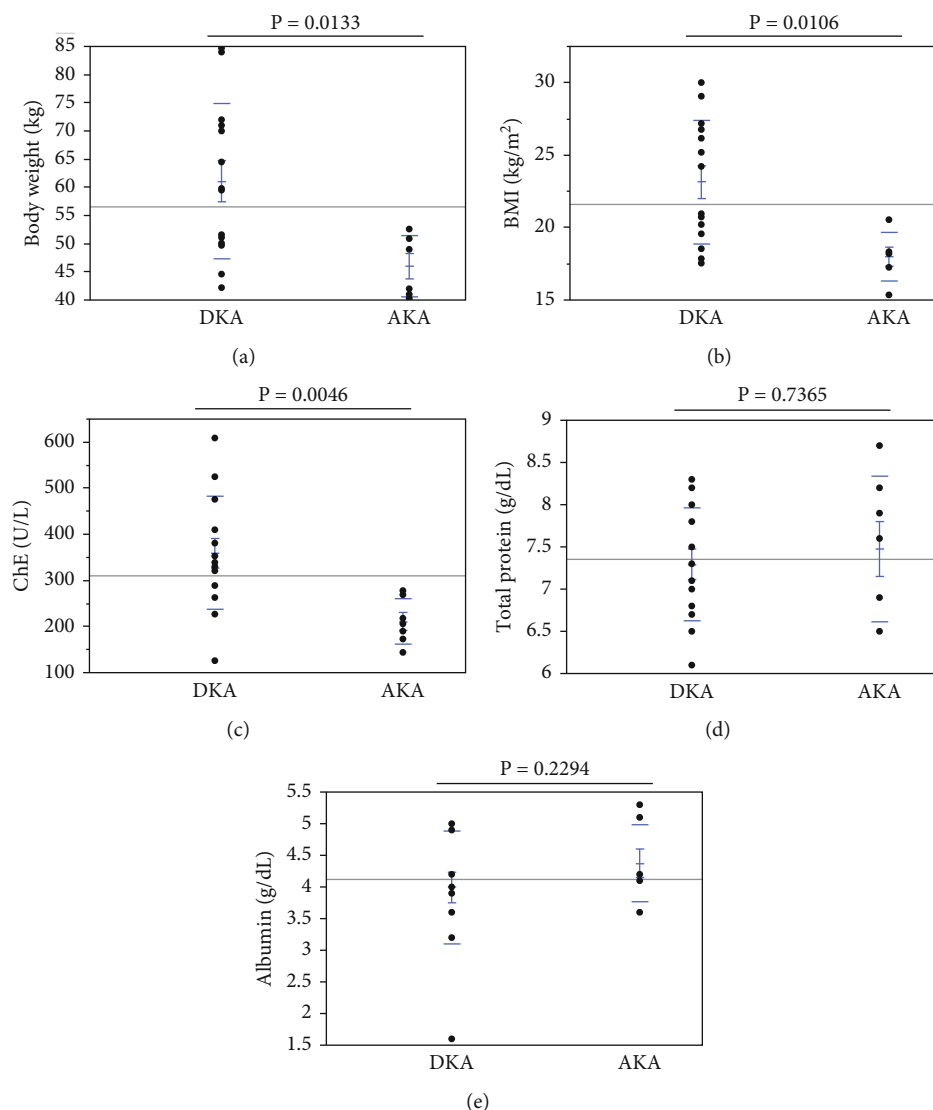 P = 0.0133
85
80
75
70
65
60
55
50
45
40
Body weight (kg)
DKA AKA
(a)
P = 0.0106
30
25
20
15
BMI (kg/m²)
DKA AKA
(b)
P = 0.0046
600
500
400
300
200
100
ChE (U/L)
DKA AKA
(c)
P = 0.7365
9
8.5
8
7.5
7
6.5
6
Total protein (g/dL)
DKA AKA
(d)
P = 0.2294
5.5
5
4.5
4
3.5
3
2.5
2
1.5
Albumin (g/dL)
DKA AKA
(e)